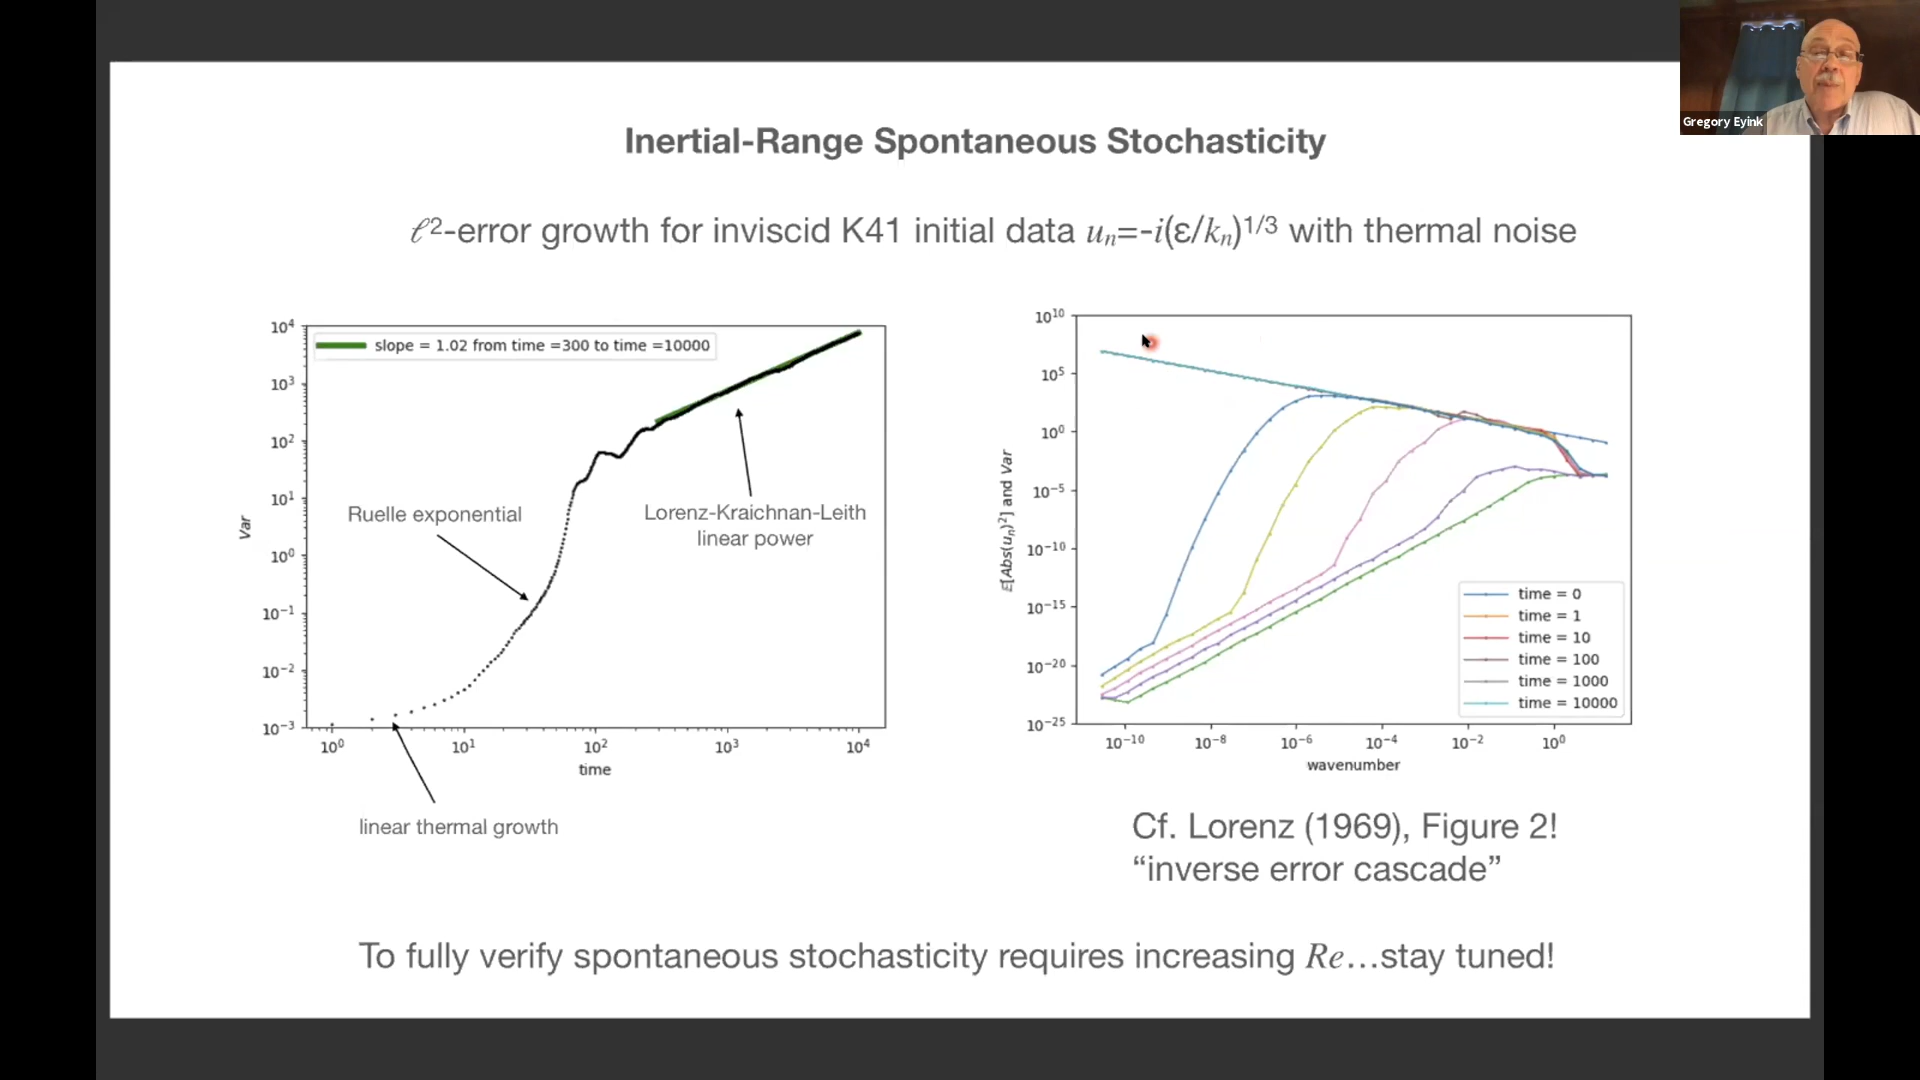 Gregory Eyink
Inertial-Range Spontaneous Stochasticity
ℓ²-error growth for inviscid K41 initial data uₙ=-i(ε/kₙ)¹ᐟ³ with thermal noise
slope = 1.02 from time =300 to time =10000
10⁴
10³
10²
10¹
10⁰
10⁻¹
10⁻²
10⁻³
Var
Ruelle exponential
Lorenz-Kraichnan-Leith
linear power
10⁰ 10¹ 10² 10³ 10⁴
time
linear thermal growth
10¹⁰
10⁵
10⁰
10⁻⁵
10⁻¹⁰
10⁻¹⁵
10⁻²⁰
10⁻²⁵
E[Abs(uₙ)²] and Var
time = 0
time = 1
time = 10
time = 100
time = 1000
time = 10000
10⁻¹⁰ 10⁻⁸ 10⁻⁶ 10⁻⁴ 10⁻² 10⁰
wavenumber
Cf. Lorenz (1969), Figure 2!
“inverse error cascade”
To fully verify spontaneous stochasticity requires increasing Re…stay tuned!